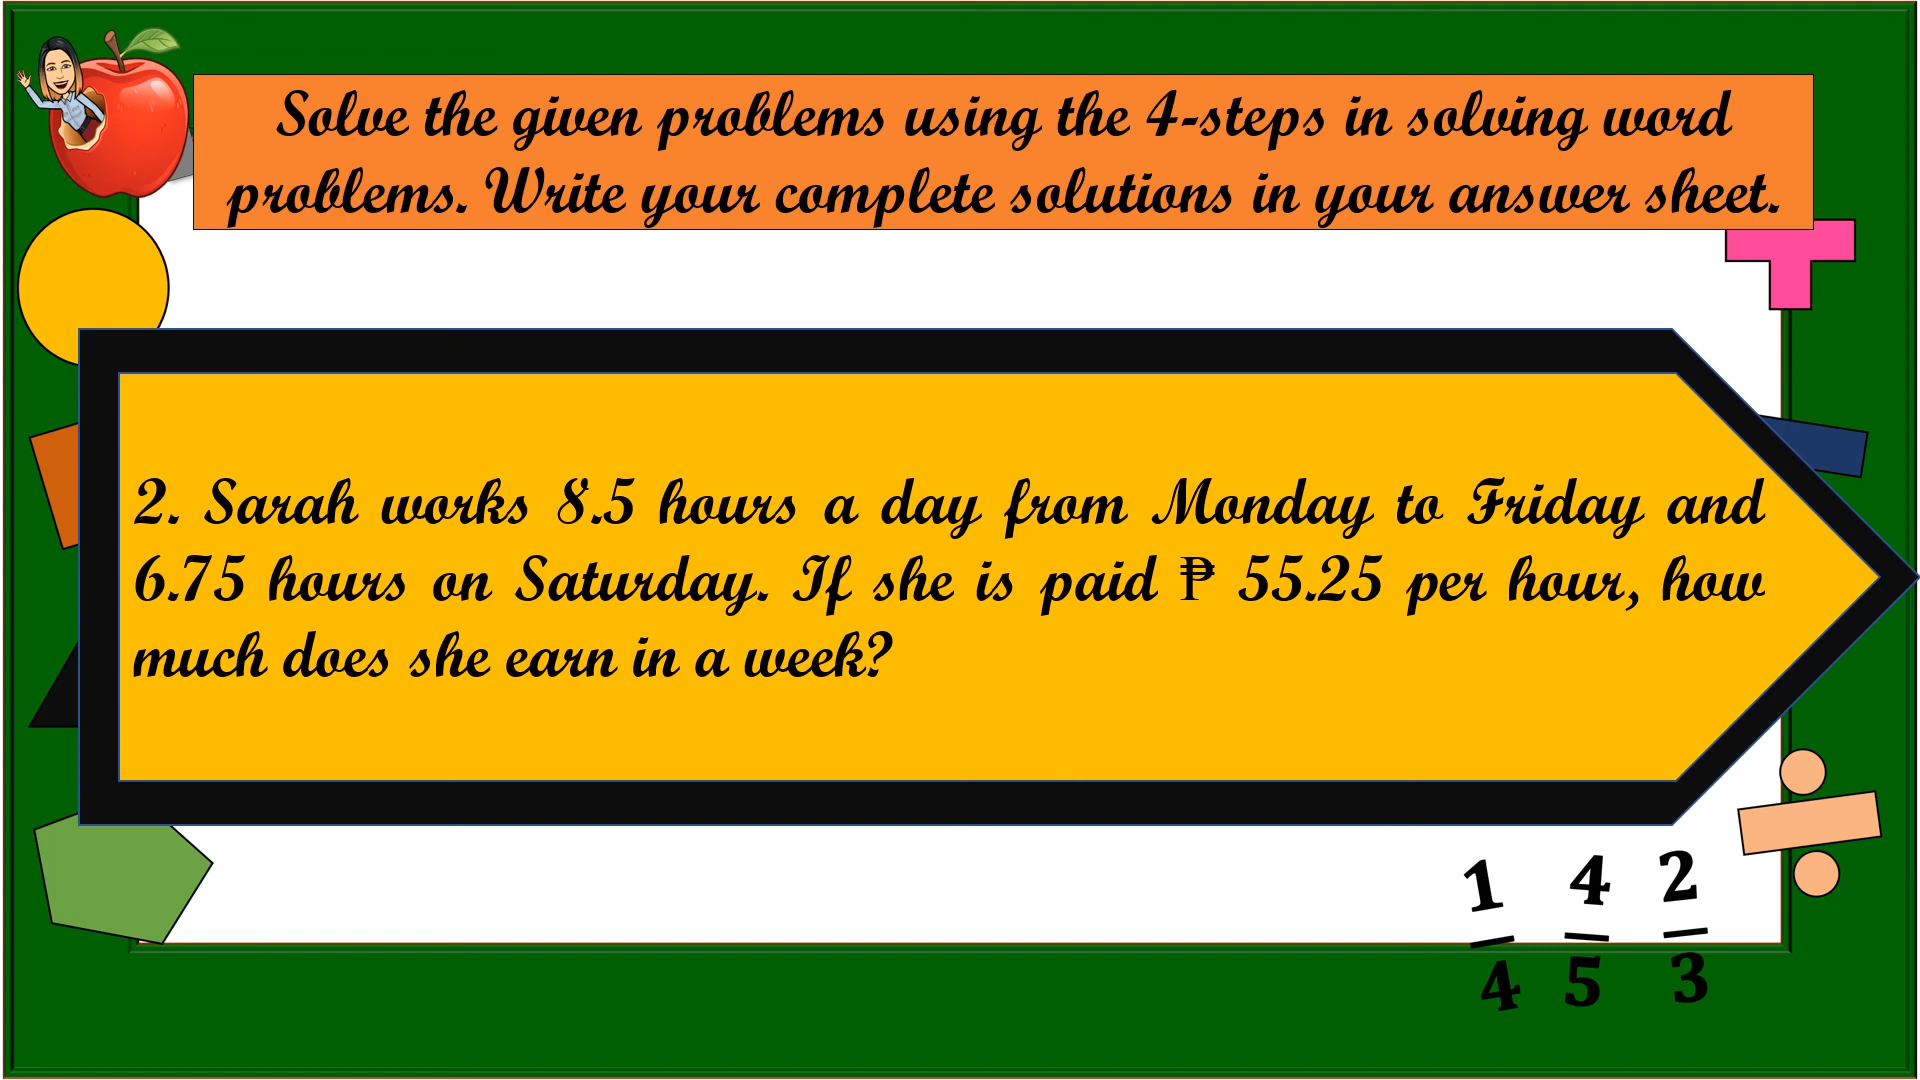 Solve the given problems using the 4-steps in solving word
problems. Write your complete solutions in your answer sheet.
2. Sarah works 8.5 hours a day from Monday to Friday and
6.75 hours on Saturday. If she is paid ₱ 55.25 per hour, how
much does she earn in a week?
1 4 2
4 5 3